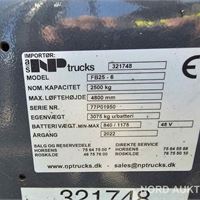 IMPORTØR:
NP trucks 321748
MODEL FB25 - 6
NOM. KAPACITET 2500 kg
MAX. LØFTEHØJDE 4800 mm
SERIE NR. 77P01950
EGENVÆGT 3075 kg u/batteri
BATTERIVÆGT MIN-MAX 840 / 1175 48 V
ÅRGANG 2022
SALG OG RESERVEDELE DIREKTE SERVICE
HORSENS
ROSKILDE
www.nptrucks.dk
sales@nptrucks.dk
321748
NORD AUKT